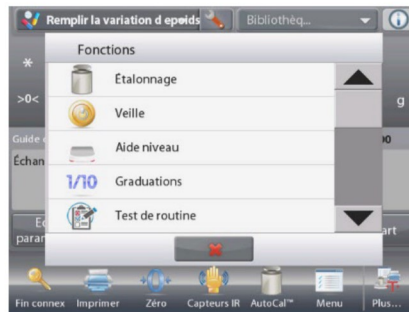 Remplir la variation d epoids
Bibliothèq...
Fonctions
*
Étalonnage
>0<
Veille
g
Guide
Aide niveau
Échan
1/10 Graduations
Test de routine
param
art
Fin connex Imprimer Zéro Capteurs IR AutoCal™ Menu Plus...